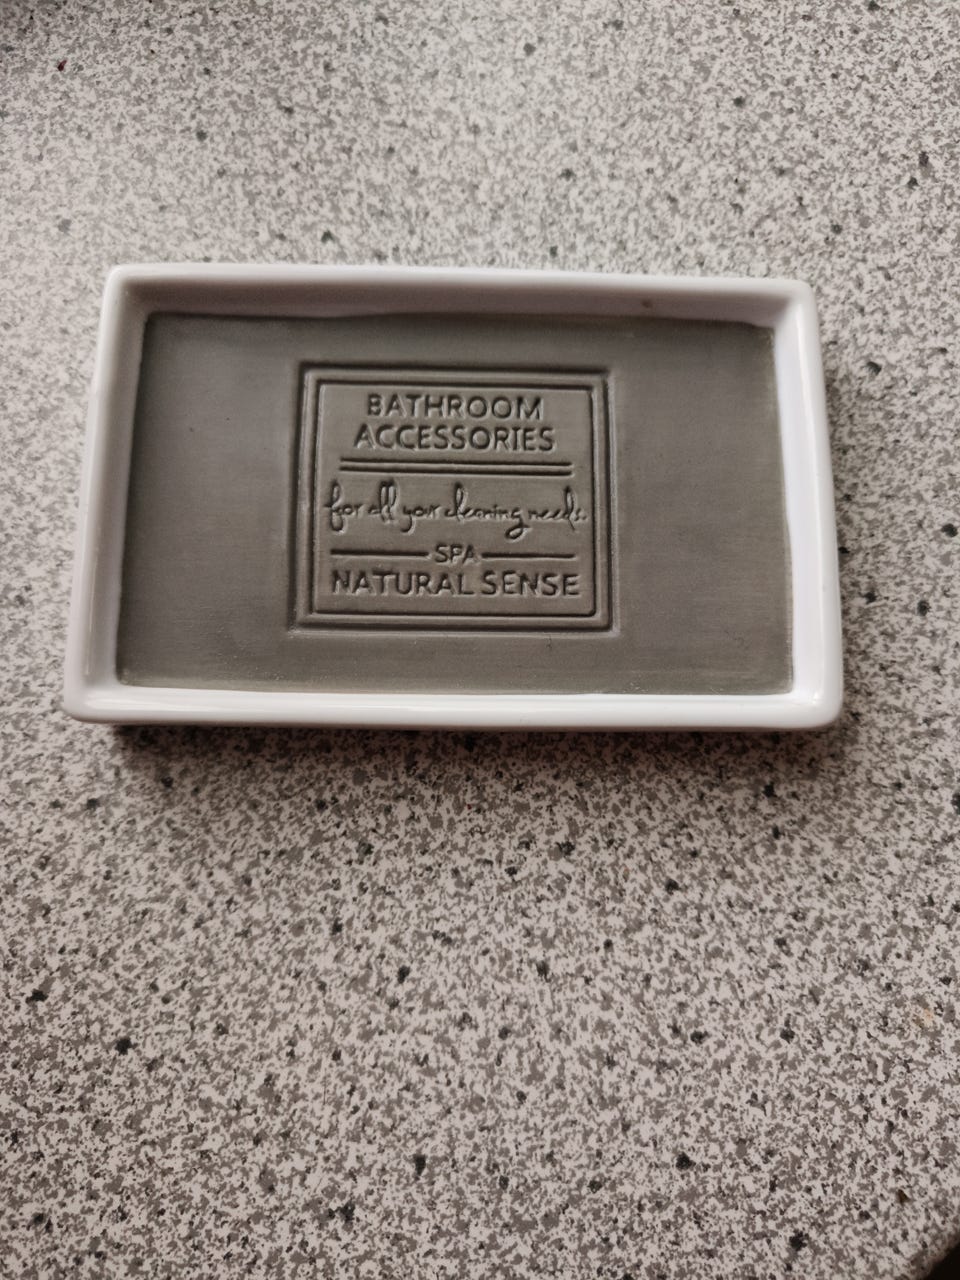 BATHROOM
ACCESSORIES
for all your cleaning needs.
SPA
NATURAL SENSE